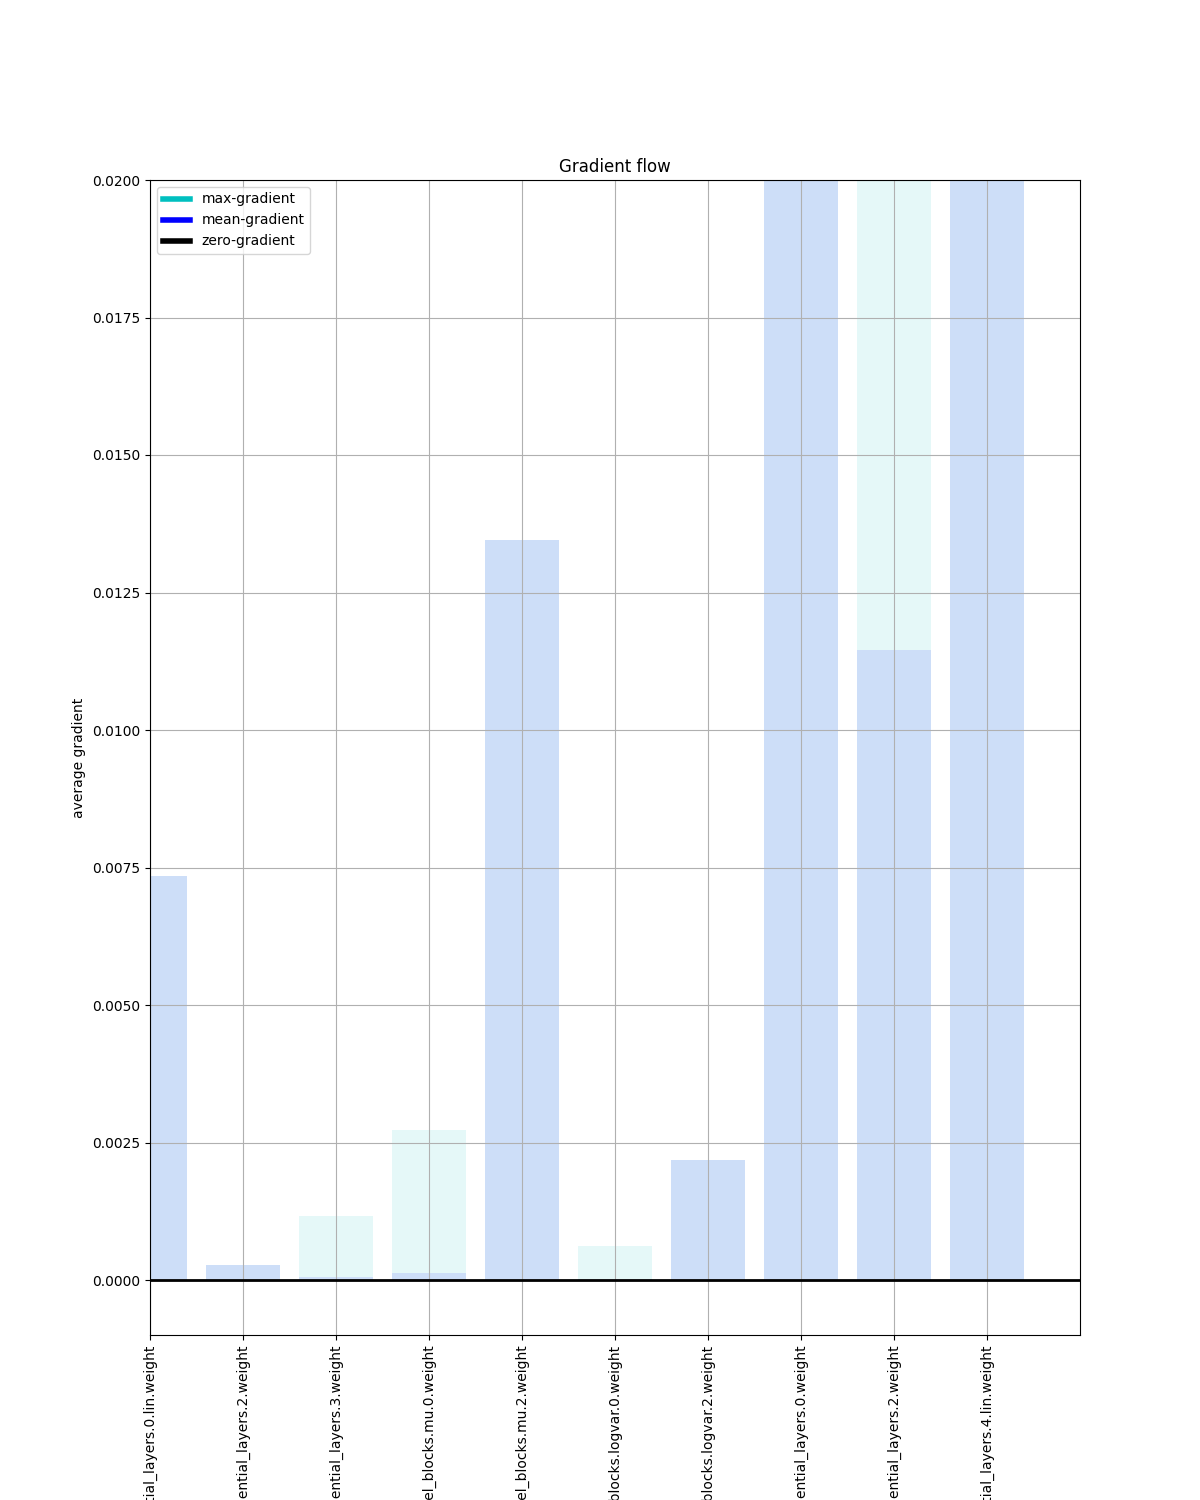 Gradient flow
max-gradient
mean-gradient
zero-gradient
0.0200
0.0175
0.0150
0.0125
0.0100
0.0075
0.0050
0.0025
0.0000
average gradient
tial_layers.0.lin.weight
ential_layers.2.weight
ential_layers.3.weight
el_blocks.mu.0.weight
el_blocks.mu.2.weight
blocks.logvar.0.weight
blocks.logvar.2.weight
ential_layers.0.weight
ential_layers.2.weight
tial_layers.4.lin.weight